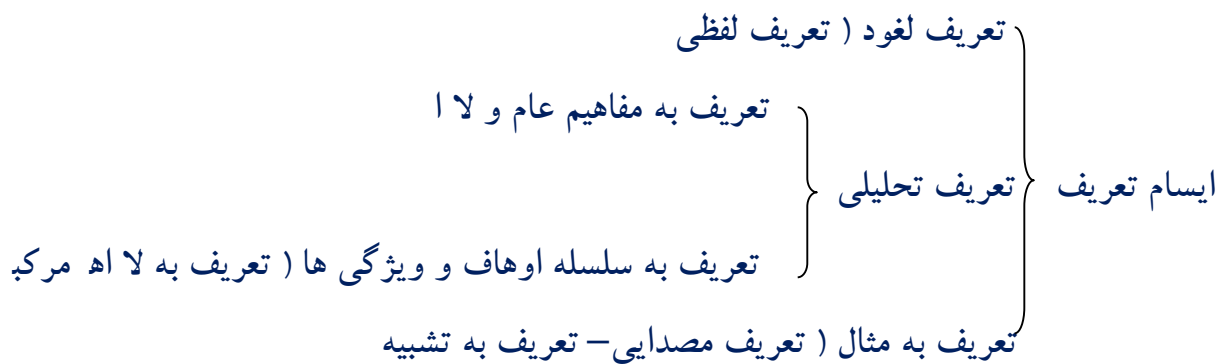 تعریف لغود ( تعریف لفظی
تعریف به مفاهیم عام و لا ا
ایسام تعریف
تعریف تحلیلی
تعریف به سلسله اوهاف و ویژگی ها ( تعریف به لا اه مرکب
تعریف به مثال ( تعریف مصدایی – تعریف به تشبیه